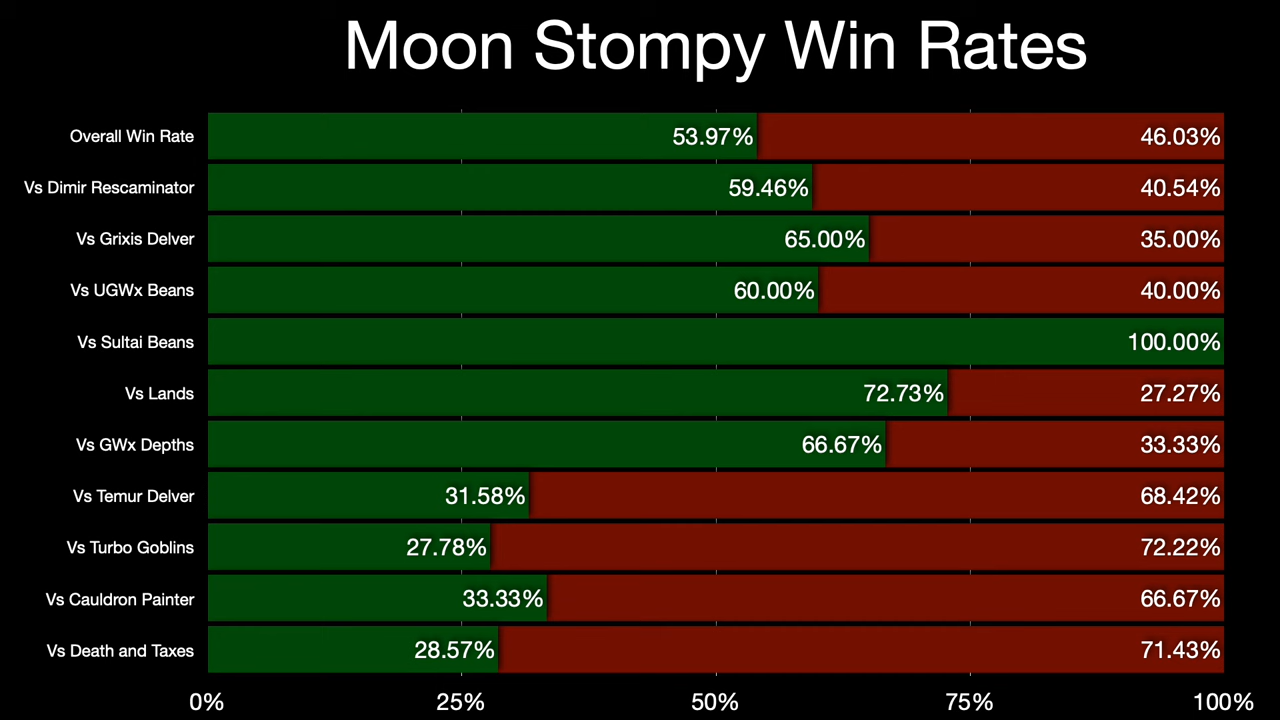 Moon Stompy Win Rates
Overall Win Rate 53.97% 46.03%
Vs Dimir Rescaminator 59.46% 40.54%
Vs Grixis Delver 65.00% 35.00%
Vs UGWx Beans 60.00% 40.00%
Vs Sultai Beans 100.00%
Vs Lands 72.73% 27.27%
Vs GWx Depths 66.67% 33.33%
Vs Temur Delver 31.58% 68.42%
Vs Turbo Goblins 27.78% 72.22%
Vs Cauldron Painter 33.33% 66.67%
Vs Death and Taxes 28.57% 71.43%
0% 25% 50% 75% 100%